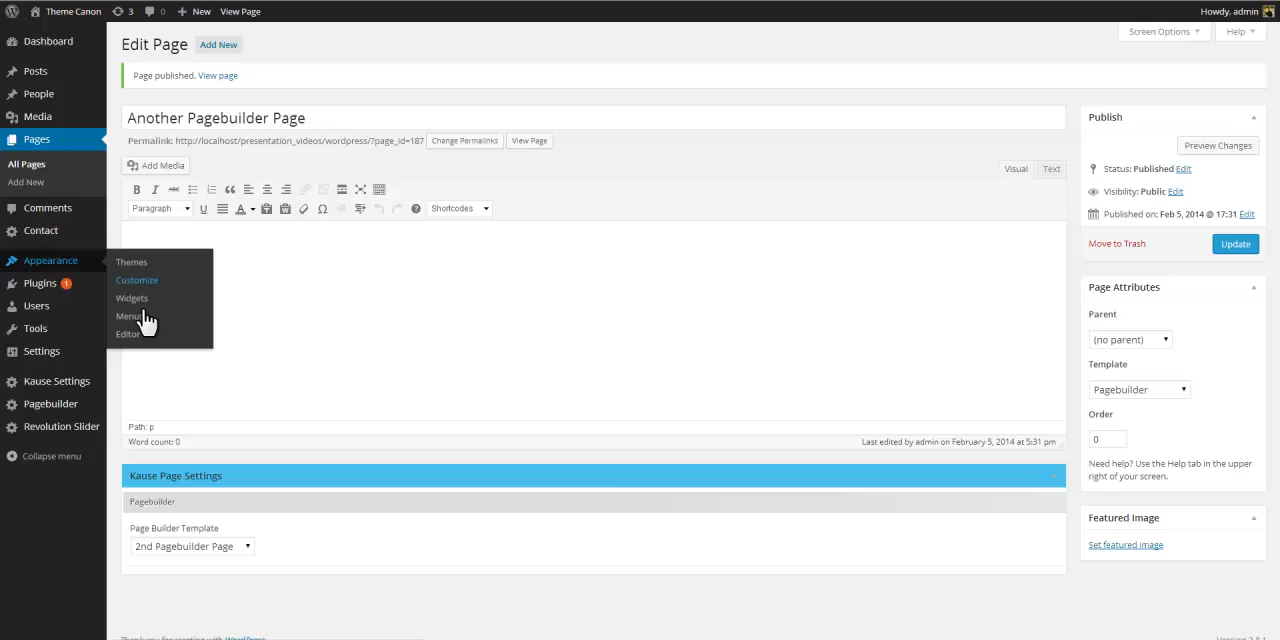 Theme Canon 3 0 New View Page Howdy, admin
Screen Options Help
Edit Page Add New
Page published. View page
Dashboard
Posts
People
Media
Pages
All Pages
Add New
Comments
Contact
Appearance
Plugins 1
Users
Tools
Settings
Kause Settings
Pagebuilder
Revolution Slider
Collapse menu
Themes
Customize
Widgets
Menus
Editor
Another Pagebuilder Page
Permalink: http://localhost/presentation_videos/wordpress/?page_id=187 Change Permalinks View Page
Add Media Visual Text
B I ABC
Paragraph U A Shortcodes
Path: p
Word count: 0 Last edited by admin on February 5, 2014 at 5:31 pm
Kause Page Settings
Pagebuilder
Page Builder Template
2nd Pagebuilder Page
Publish
Preview Changes
Status: Published Edit
Visibility: Public Edit
Published on: Feb 5, 2014 @ 17:31 Edit
Move to Trash Update
Page Attributes
Parent
(no parent)
Template
Pagebuilder
Order
0
Need help? Use the Help tab in the upper
right of your screen.
Featured Image
Set featured image